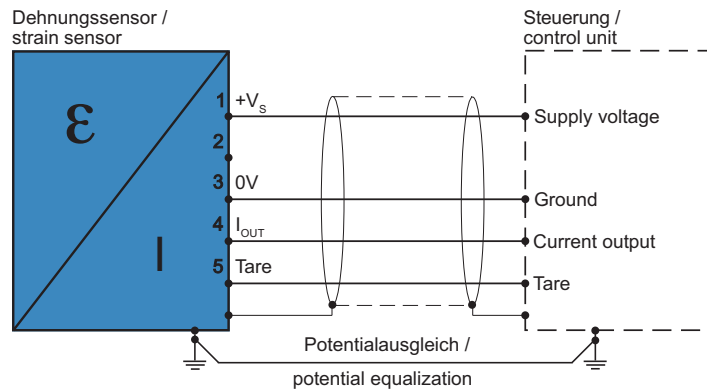 Dehnungssensor /
strain sensor
Steuerung /
control unit
ε
I
1 +VS
2
3 0V
4 IOUT
5 Tare
Supply voltage
Ground
Current output
Tare
Potentialausgleich /
potential equalization